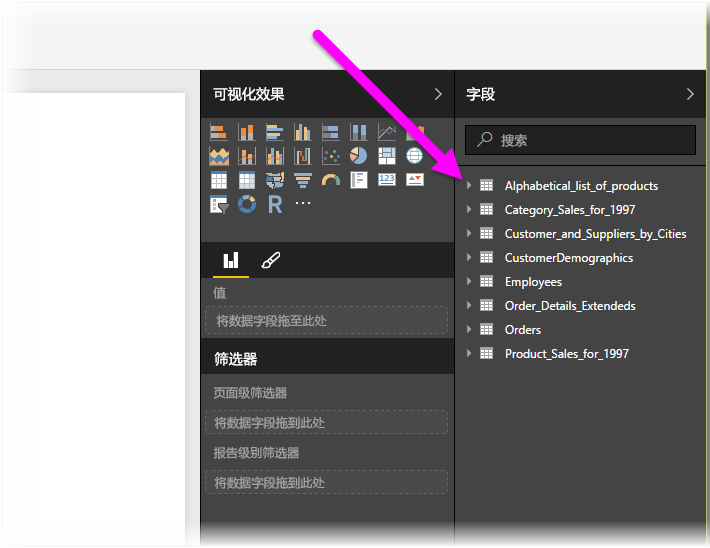 可视化效果
R
123
值
将数据字段拖至此处
筛选器
页面级筛选器
将数据字段拖到此处
报告级别筛选器
将数据字段拖到此处
字段
搜索
Alphabetical_list_of_products
Category_Sales_for_1997
Customer_and_Suppliers_by_Cities
CustomerDemographics
Employees
Order_Details_Extendeds
Orders
Product_Sales_for_1997